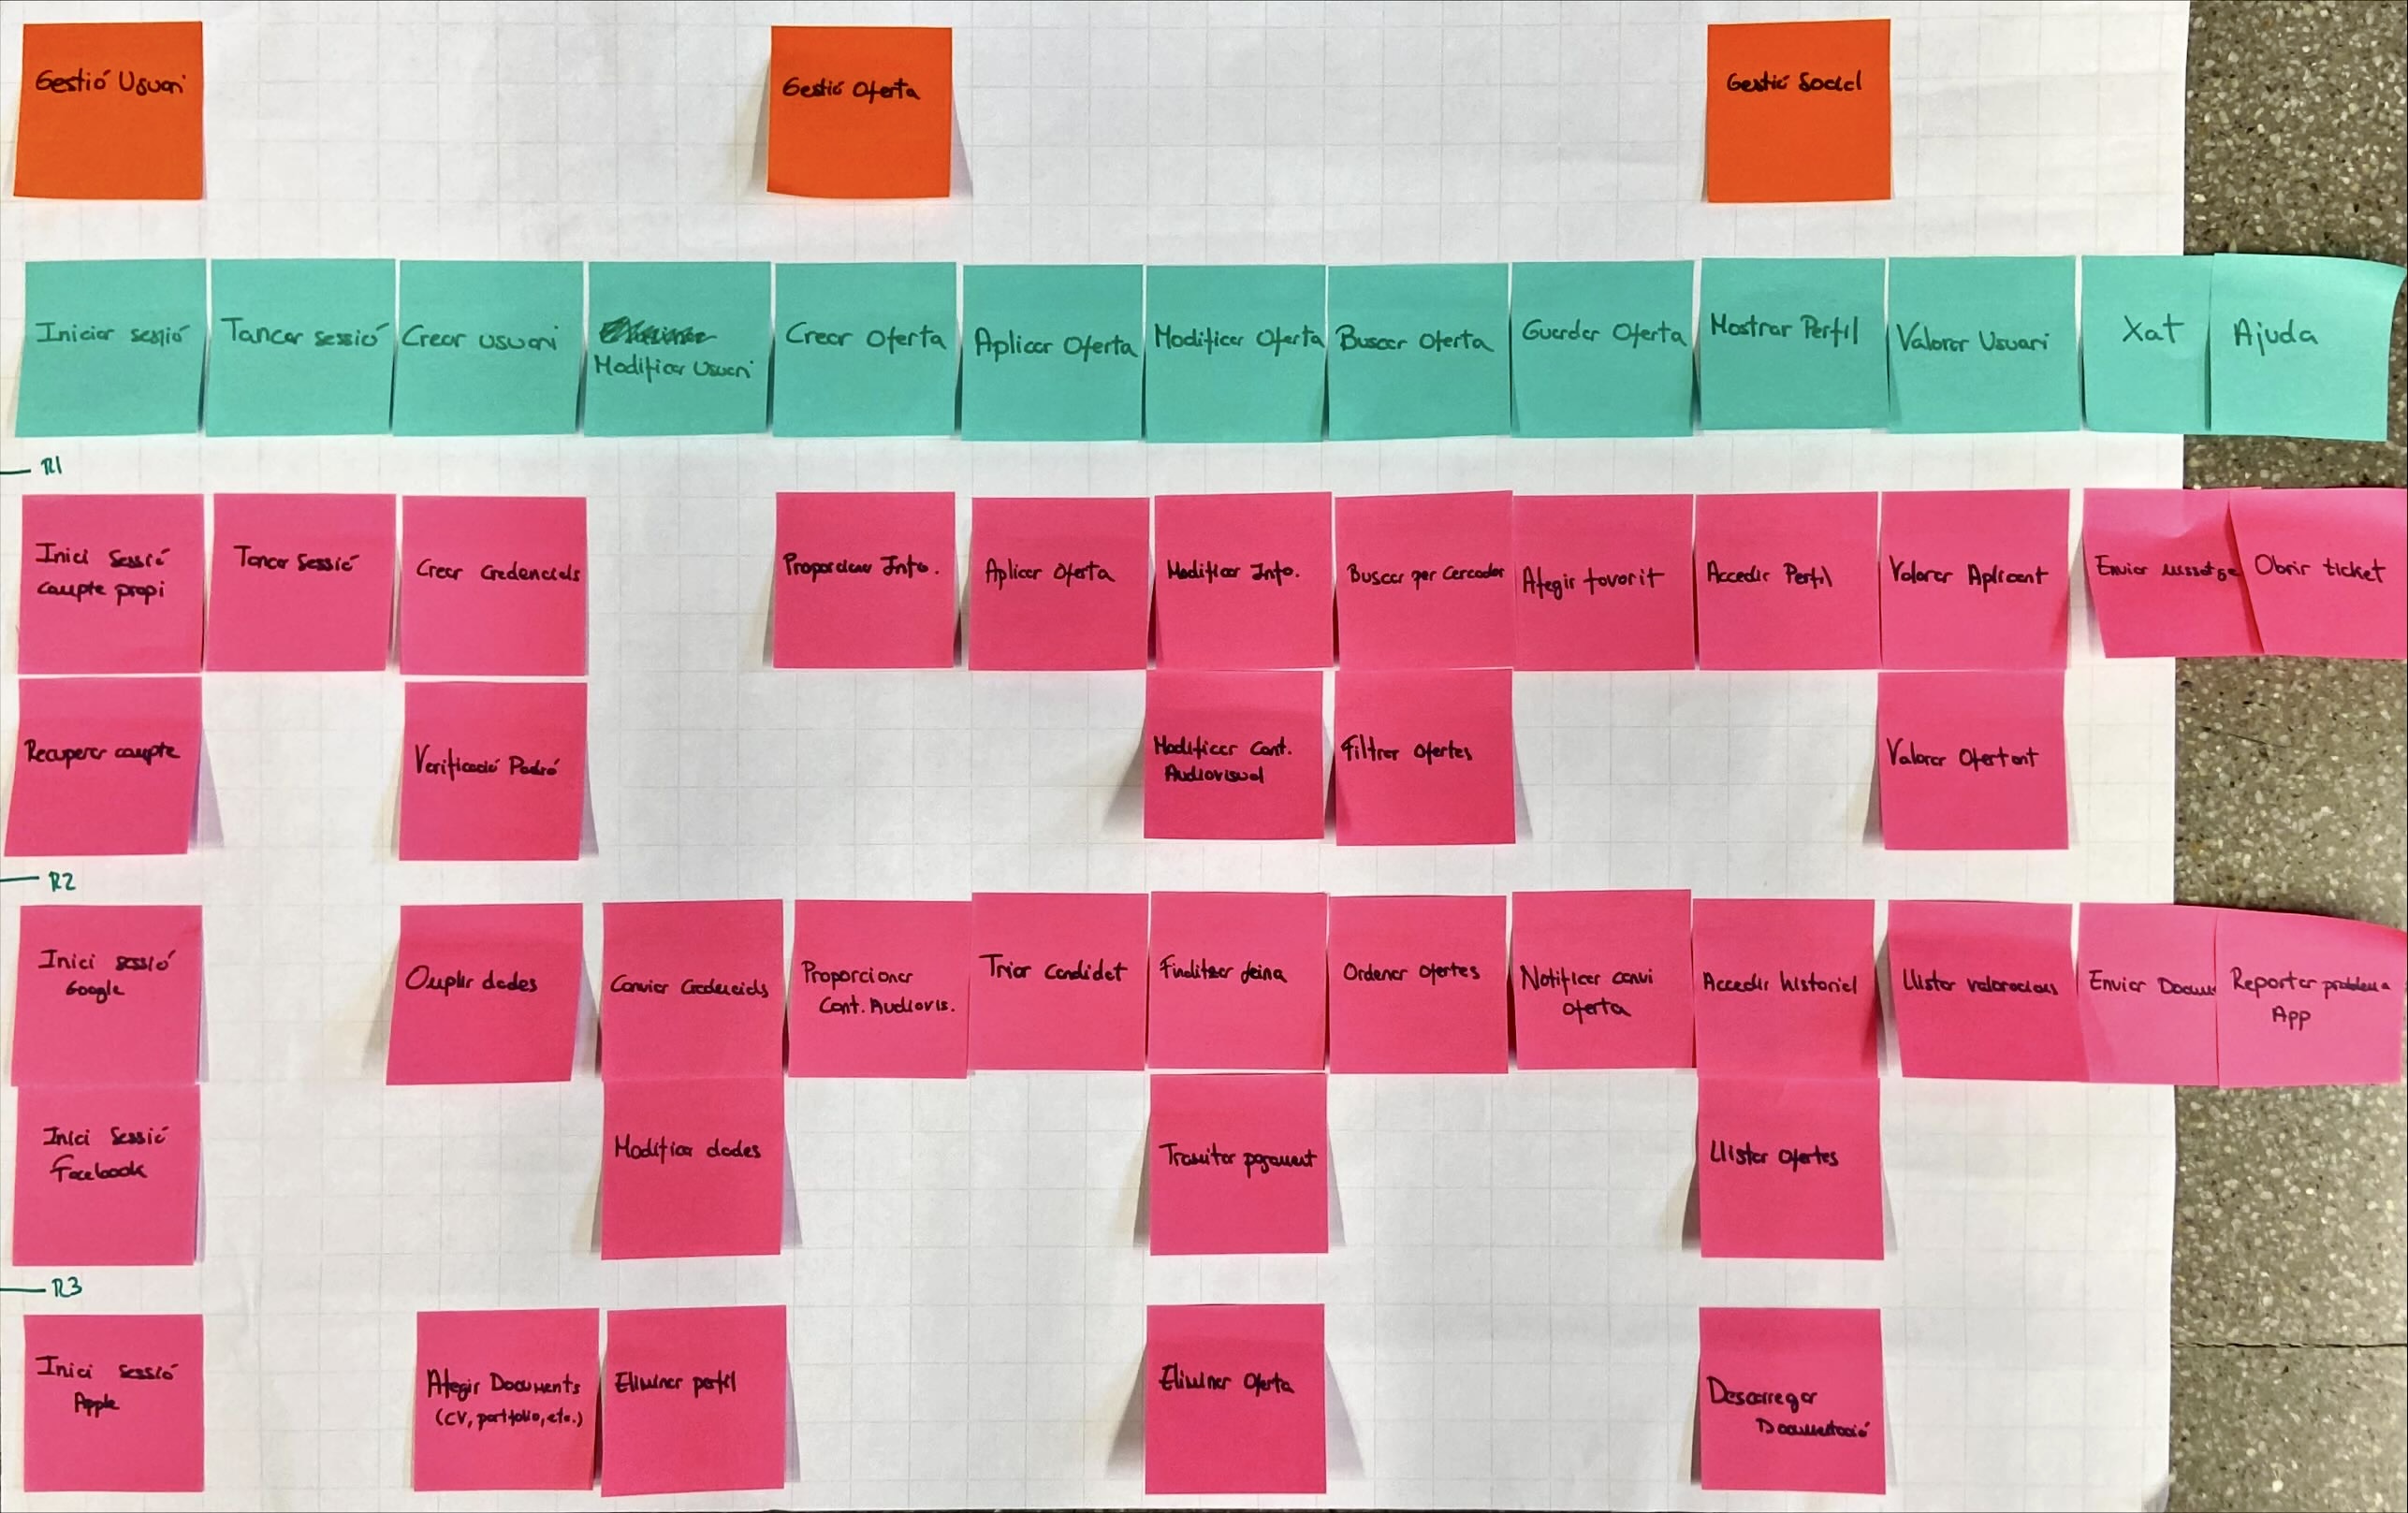 Gestió Usuari
Gestió Oferta
Gestió Social
Iniciar sessió
Tancar sessió
Crear usuari
Modificar Usuari
Crear Oferta
Aplicar Oferta
Modificar Oferta
Buscar Oferta
Guardar Oferta
Mostrar Perfil
Valorar Usuari
Xat
Ajuda
R1
Inici Sessió
compte propi
Tancar Sessió
Crear Credencials
Proporcionar Info.
Aplicar Oferta
Modificar Info.
Buscar per Cercador
Afegir favorit
Accedir Perfil
Valorar Aplicant
Enviar missatge
Obrir ticket
Recuperar compte
Verificació Padró
Modificar Cont.
Audiovisual
Filtrar Ofertes
Valorar Ofertant
R2
Inici sessió
Google
Omplir dades
Canviar Credencials
Proporcionar
Cont. Audiovis.
Triar Candidat
Finalitzar feina
Ordenar ofertes
Notificar canvi
oferta
Accedir historial
Llistar valoracions
Enviar Docum
Reportar problema
App
Inici Sessió
Facebook
Modificar dades
Tramitar pagament
Llistar ofertes
R3
Inici sessió
Apple
Afegir Documents
(CV, portfolio, etc.)
Eliminar perfil
Eliminar Oferta
Descarregar
Documentació